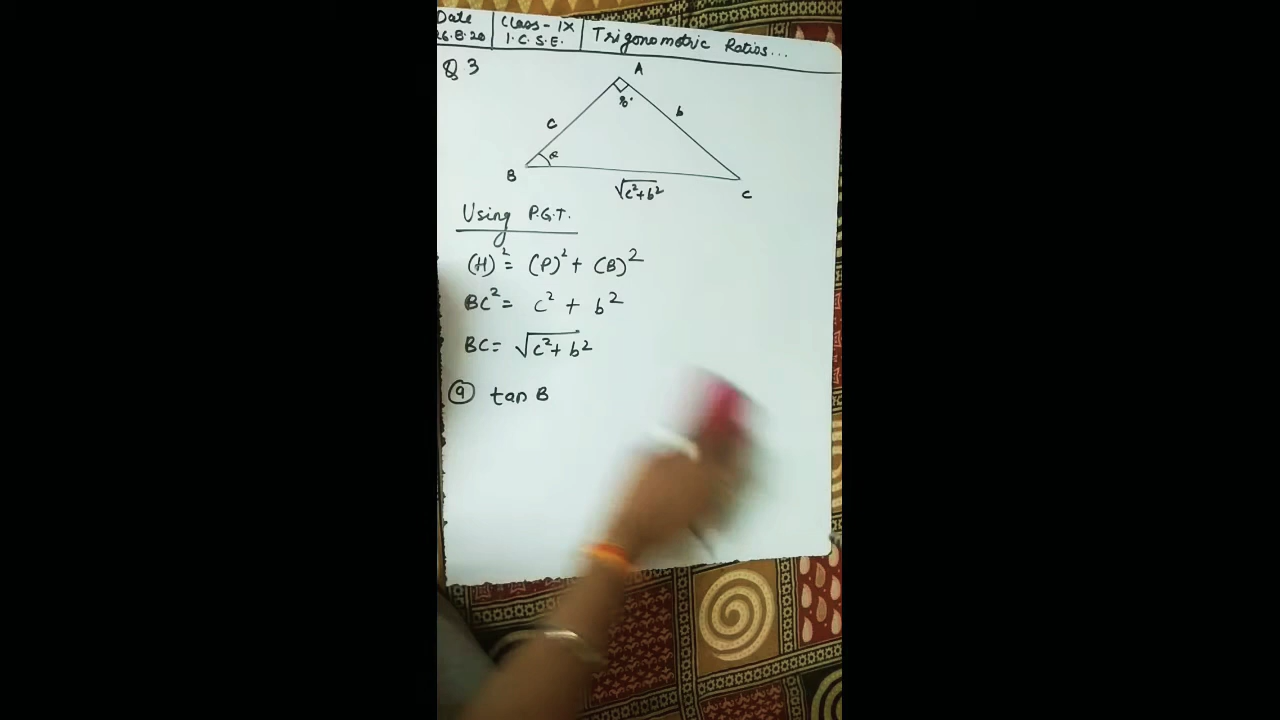 Date
26.8.20
Class - IX
I.C.S.E.
Trigonometric Ratios...
Q 3
A
90°
c
b
B
C
√c²+b²
Using P.G.T.
(H)² = (P)² + (B)²
BC² = c² + b²
BC = √c²+b²
tan B